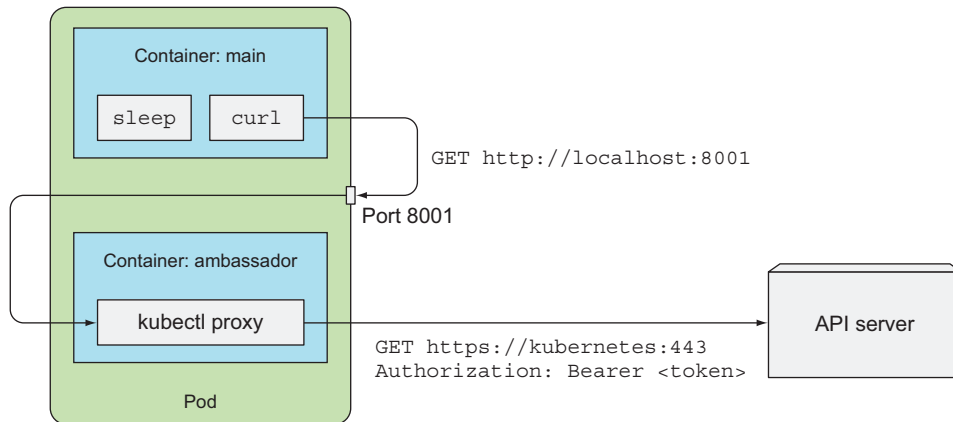 Container: main
sleep
curl
GET http://localhost:8001
Port 8001
Container: ambassador
kubectl proxy
API server
GET https://kubernetes:443
Authorization: Bearer <token>
Pod